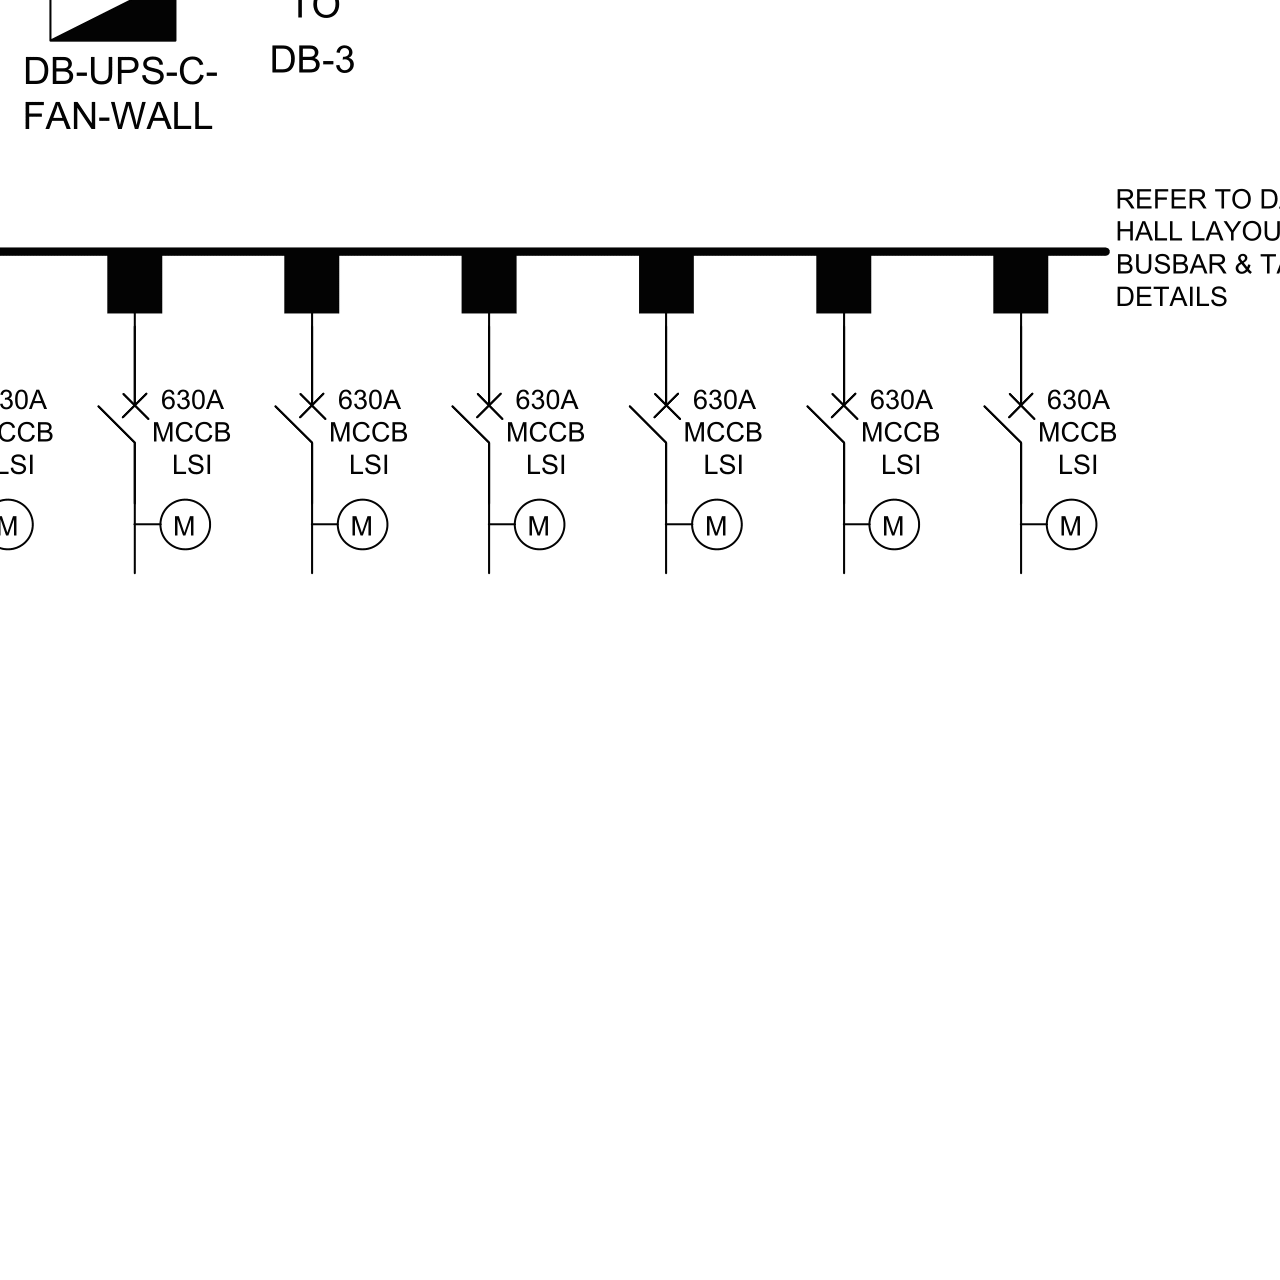 TO
DB-3
DB-UPS-C-
FAN-WALL
REFER TO
HALL
BUSBAR &
DETAILS
630A
MCCB
LSI
M
630A
MCCB
LSI
M
630A
MCCB
LSI
M
630A
MCCB
LSI
M
630A
MCCB
LSI
M
630A
MCCB
LSI
M
LSI
M